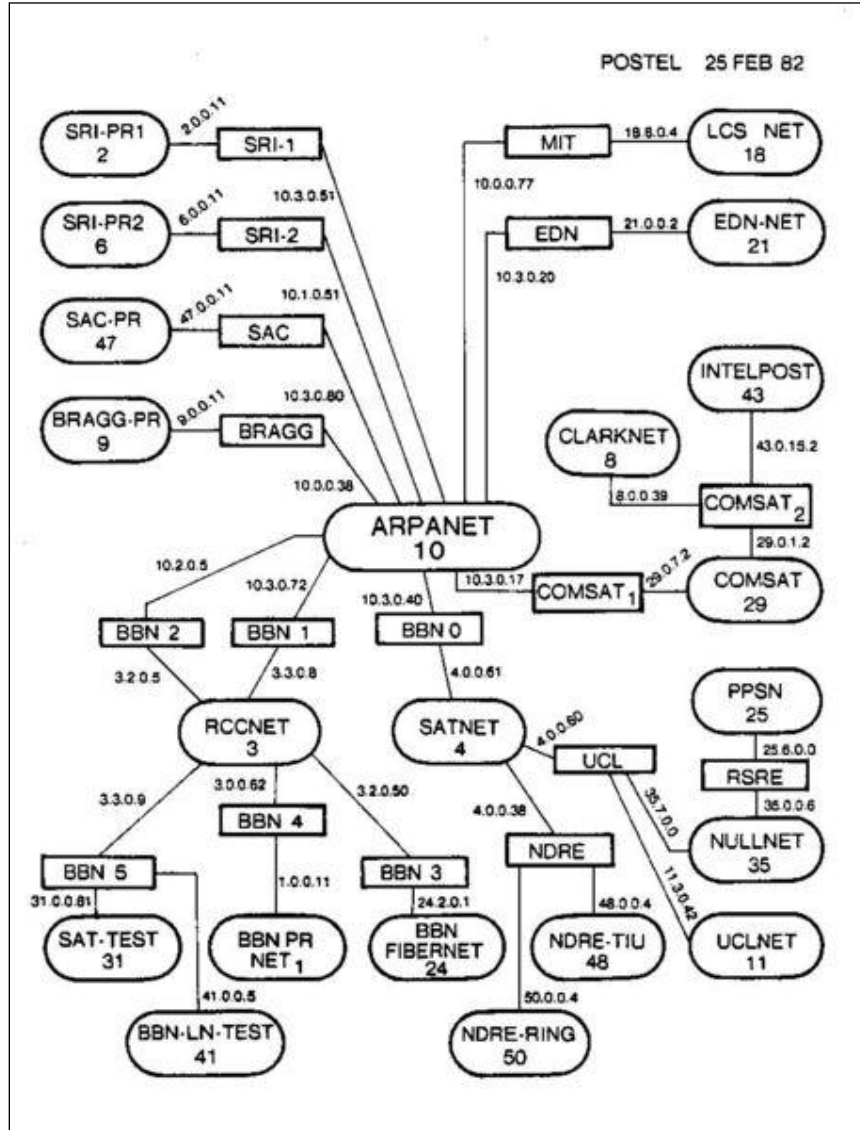 POSTEL 25 FEB 82
SRI-PR1
2
2.0.0.11
SRI-1
10.3.0.51
SRI-PR2
6
6.0.0.11
SRI-2
10.1.0.51
SAC-PR
47
47.0.0.11
SAC
10.3.0.80
BRAGG-PR
9
9.0.0.11
BRAGG
10.0.0.38
MIT
18.8.0.4
LCS NET
18
10.0.0.77
EDN
21.0.0.2
EDN-NET
21
10.3.0.20
INTELPOST
43
43.0.15.2
CLARKNET
8
8.0.0.39
COMSAT 2
29.0.1.2
ARPANET
10
10.3.0.17
COMSAT 1
29.0.7.2
COMSAT
29
10.2.0.5
10.3.0.72
10.3.0.40
BBN 2
BBN 1
BBN 0
3.2.0.5
3.3.0.8
4.0.0.61
RCCNET
3
SATNET
4
4.0.0.60
UCL
PPSN
25
25.6.0.0
RSRE
35.0.0.6
35.7.0.0
NULLNET
35
11.3.0.42
UCLNET
11
3.3.0.9
3.0.0.62
3.2.0.50
4.0.0.38
BBN 4
BBN 5
BBN 3
NDRE
31.0.0.81
1.0.0.11
24.2.0.1
48.0.0.4
SAT-TEST
31
BBN PR
NET 1
BBN
FIBERNET
24
NDRE-TIU
48
41.0.0.5
50.0.0.4
BBN-LN-TEST
41
NDRE-RING
50